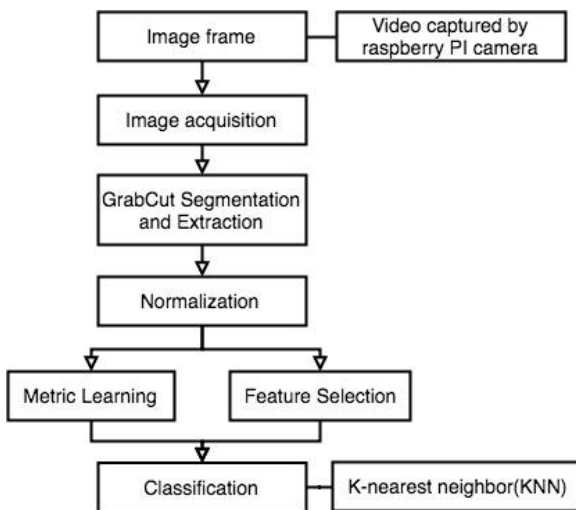 Image frame
Video captured by
raspberry PI camera
Image acquisition
GrabCut Segmentation
and Extraction
Normalization
Metric Learning
Feature Selection
Classification
K-nearest neighbor(KNN)